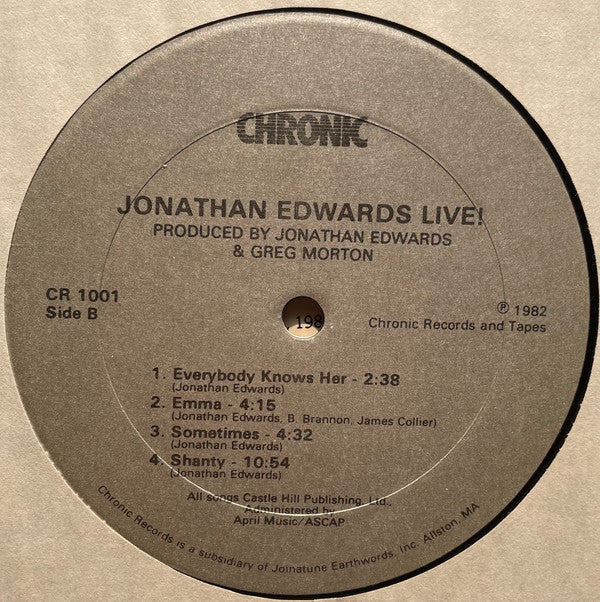 CHRONIC
JONATHAN EDWARDS LIVE!
PRODUCED BY JONATHAN EDWARDS
& GREG MORTON
CR 1001
Side B
℗ 1982
Chronic Records and Tapes
, 198
1. Everybody Knows Her - 2:38
(Jonathan Edwards)
2. Emma - 4:15
(Jonathan Edwards, B. Brannon, James Collier)
3. Sometimes - 4:32
(Jonathan Edwards)
4. Shanty - 10:54
(Jonathan Edwards)
All songs Castle Hill Publishing, Ltd.,
Administered by
April Music/ASCAP
Chronic Records is a subsidiary of Joinatune Earthwords, Inc. Allston, MA